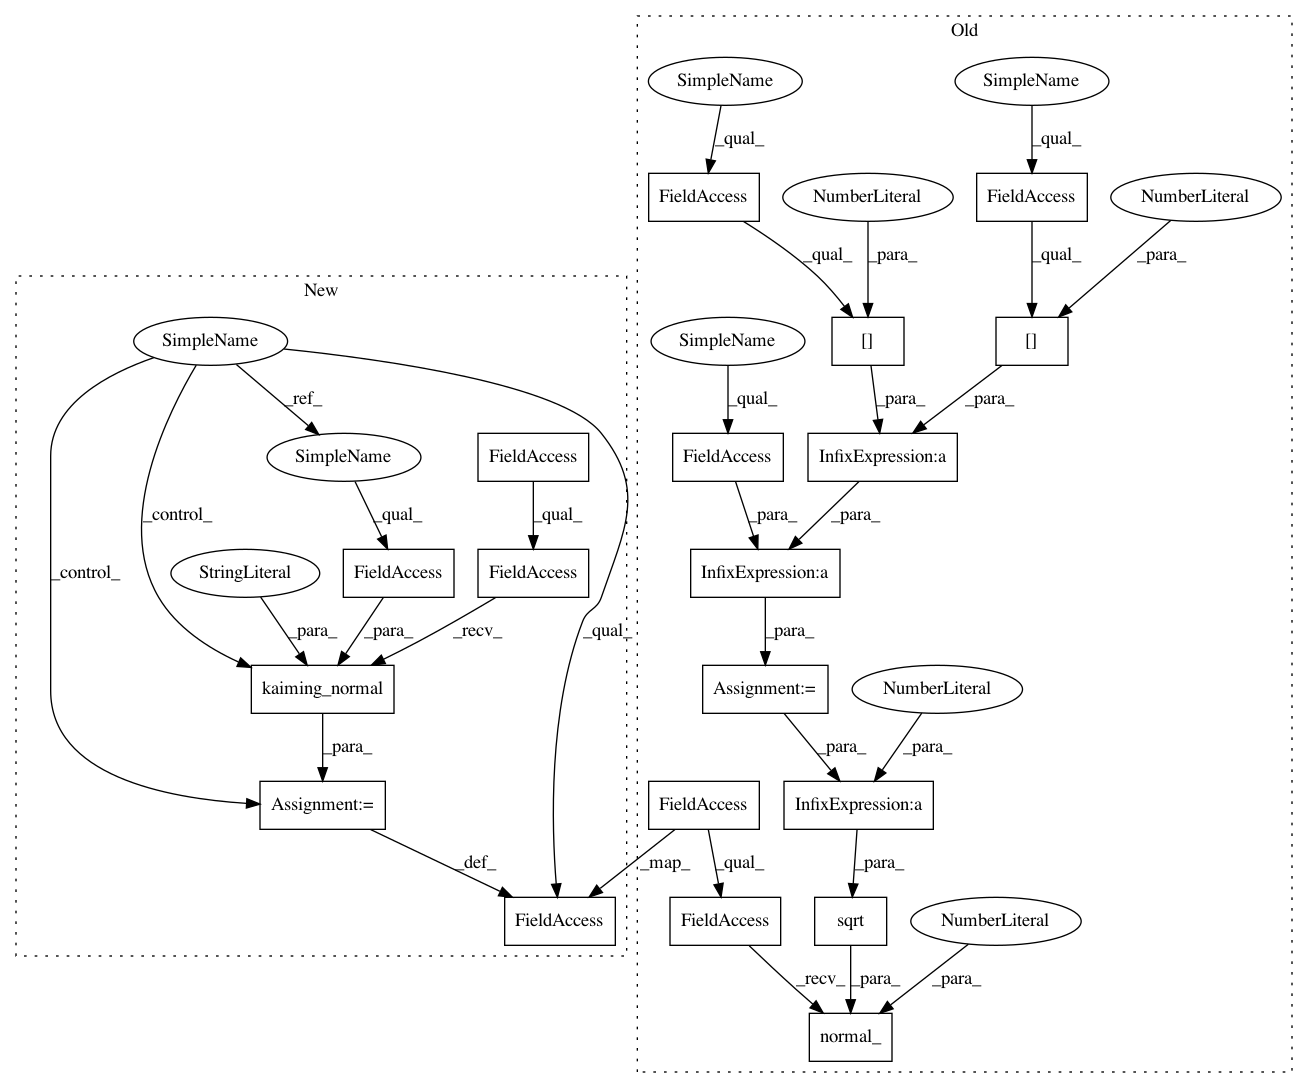 Old
SimpleName
SimpleName
_qual_
_qual_
FieldAccess
NumberLiteral
FieldAccess
NumberLiteral
_qual_
_para_
_qual_
_para_
New
SimpleName
SimpleName
[]
[]
_ref_
_qual_
_para_
_para_
SimpleName
FieldAccess
FieldAccess
InfixExpression:a
_control_
_qual_
_qual_
_para_
_para_
_control_
StringLiteral
FieldAccess
FieldAccess
InfixExpression:a
_para_
_para_
_recv_
_qual_
_para_
kaiming_normal
Assignment:=
NumberLiteral
_para_
_para_
_para_
Assignment:=
FieldAccess
InfixExpression:a
_def_
_map_
_qual_
_para_
FieldAccess
FieldAccess
sqrt
NumberLiteral
_recv_
_para_
_para_
normal_